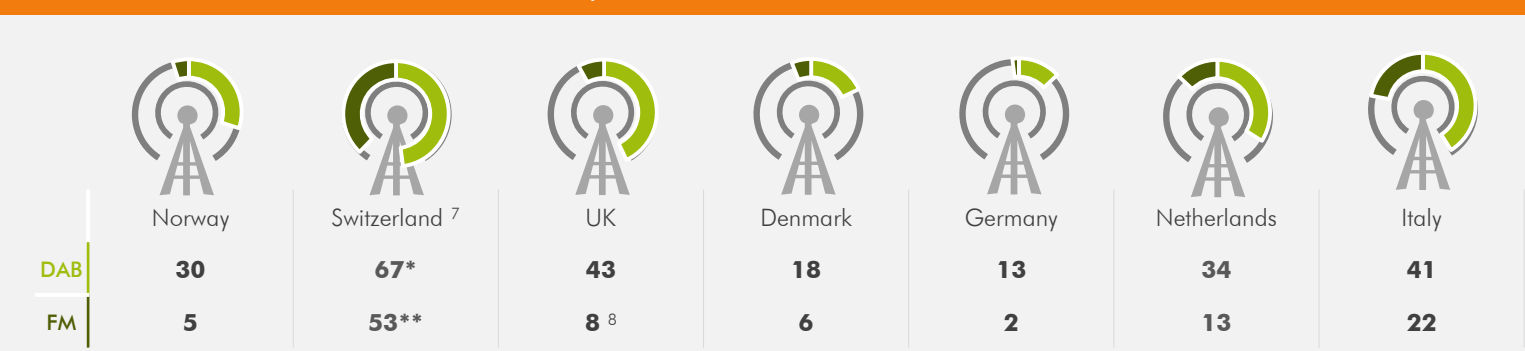 Norway Switzerland 7 UK Denmark Germany Netherlands Italy
DAB 30 67* 43 18 13 34 41
FM 5 53** 8 8 6 2 13 22